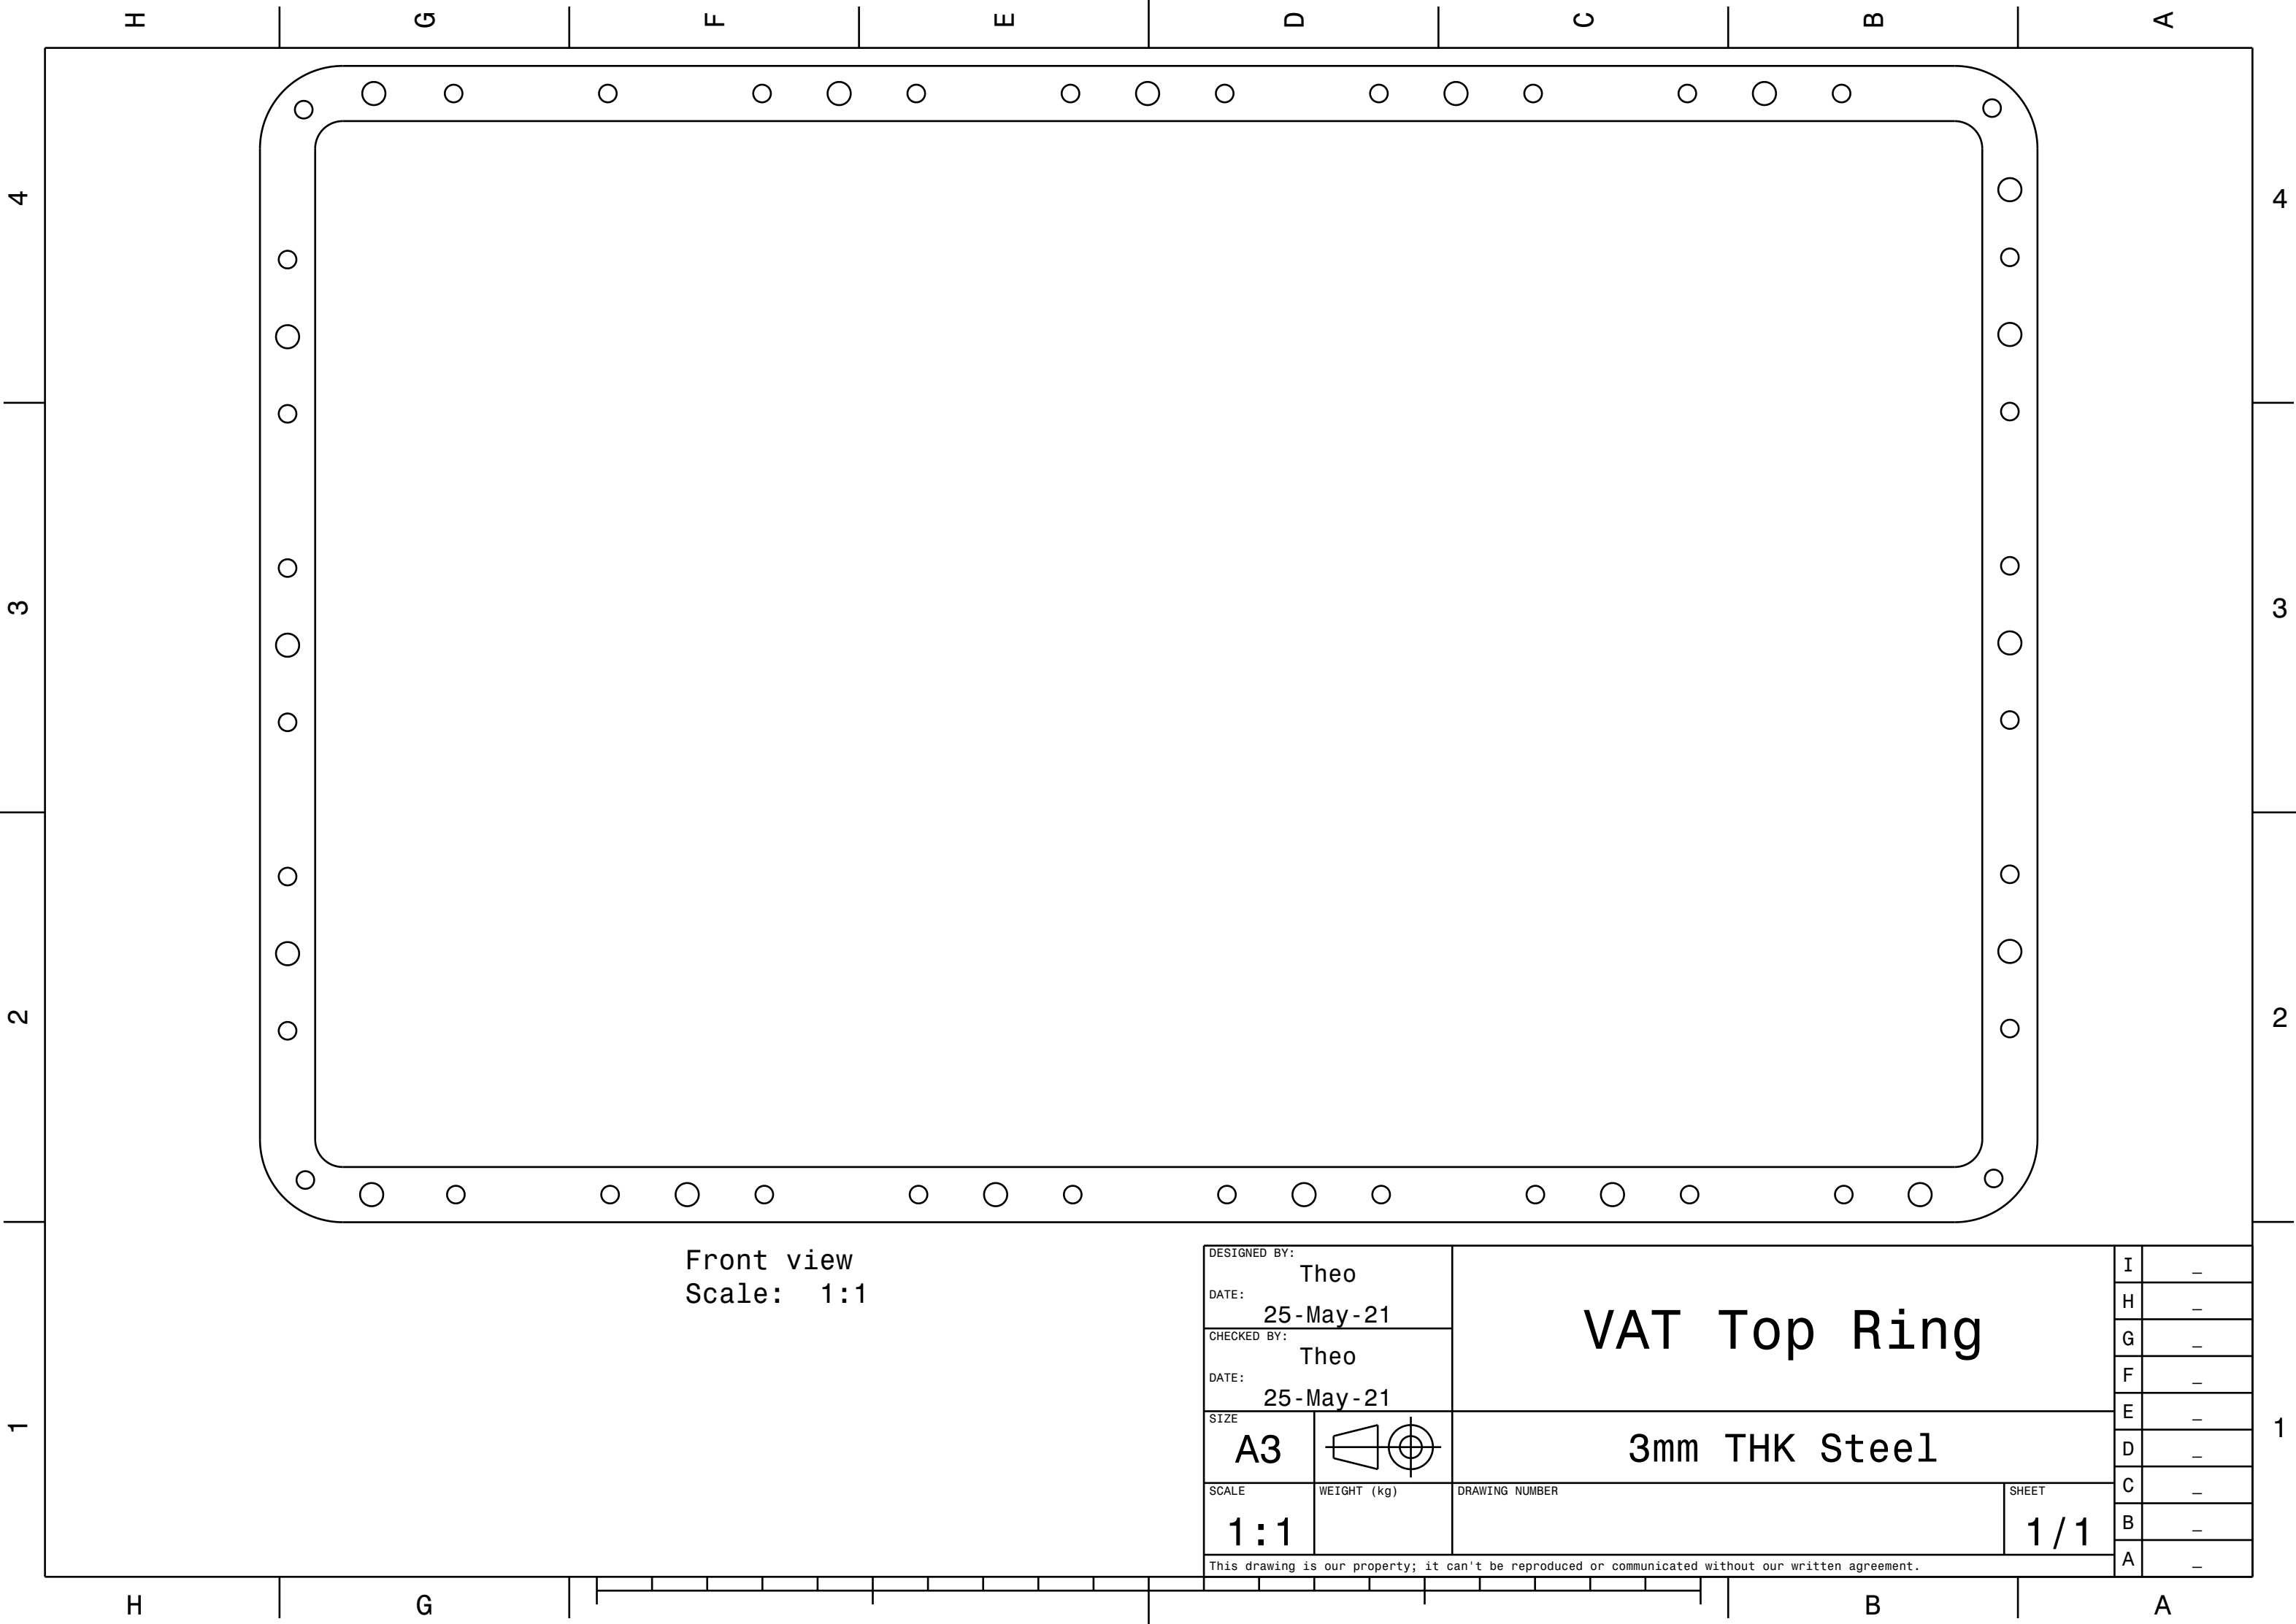 H G F E D C B A
4 4
3 3
2 2
1 1
Front view
Scale: 1:1
DESIGNED BY:
Theo
DATE:
25-May-21
CHECKED BY:
Theo
DATE:
25-May-21
SIZE
A3
SCALE
1:1
WEIGHT (kg)
VAT Top Ring
3mm THK Steel
DRAWING NUMBER
SHEET
1/1
This drawing is our property; it can't be reproduced or communicated without our written agreement.
I _
H _
G _
F _
E _
D _
C _
B _
A _
H G B A